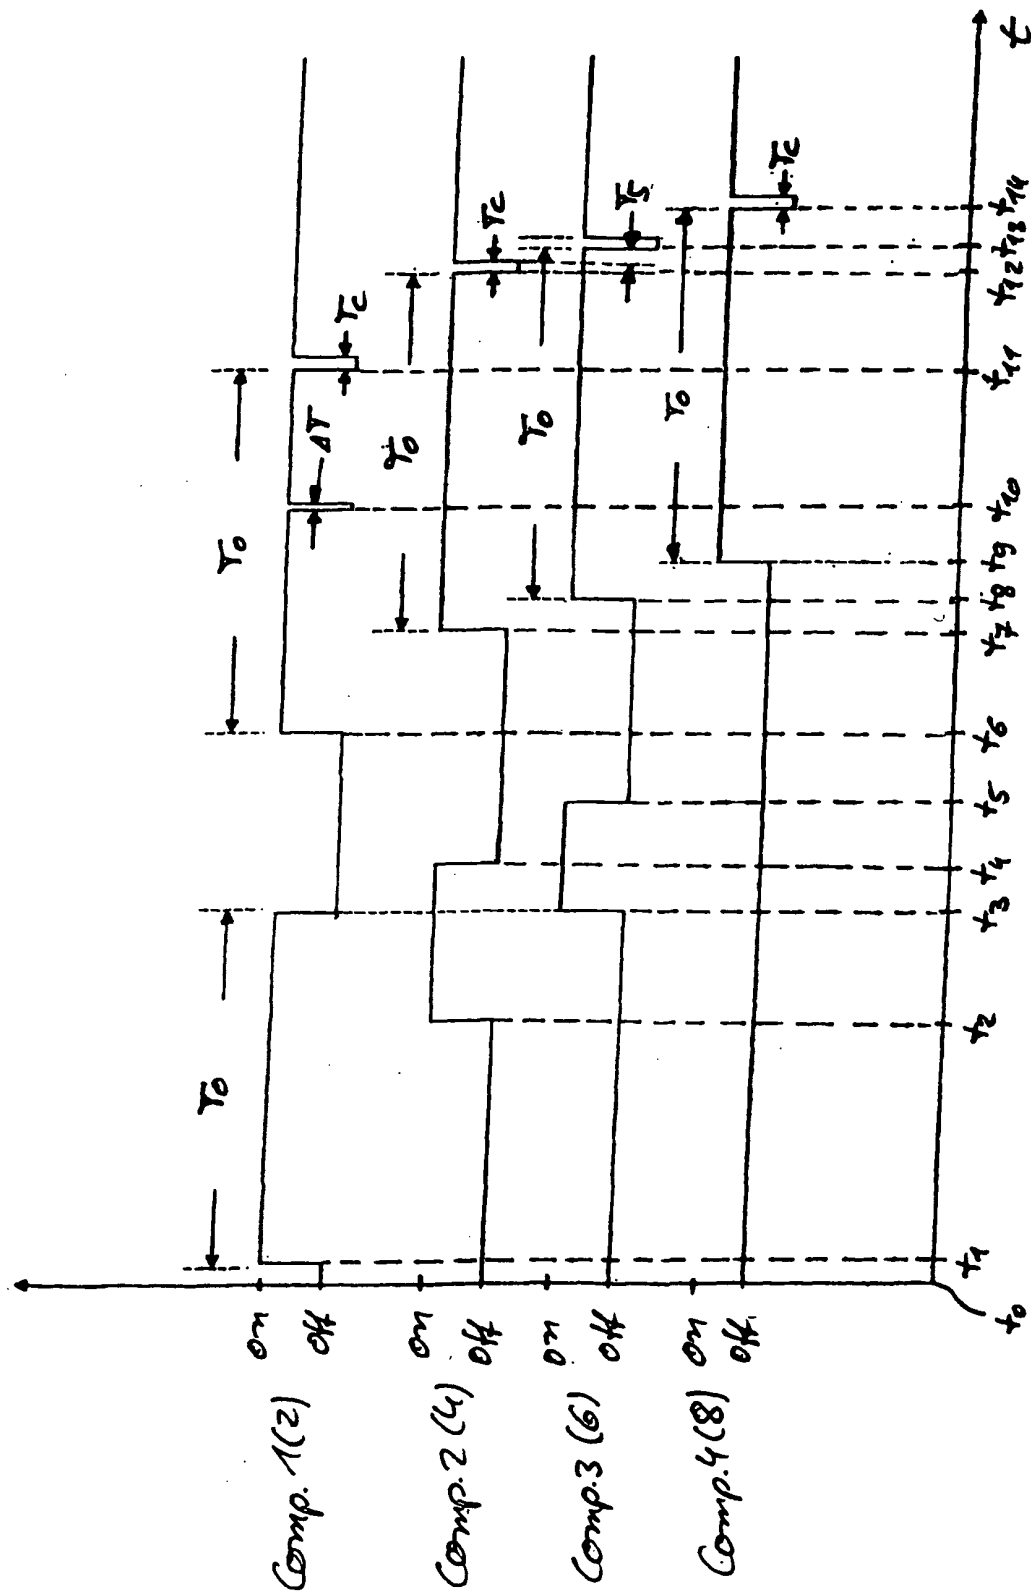 Comp. 1(2)
on
off
T0
T0
ΔT
Tc
Comp. 2 (4)
on
off
T0
Tc
Comp. 3 (6)
on
off
T0
Ts
Comp. 4 (8)
on
off
T0
Tc
t0
t1
t2
t3
t4
t5
t6
t7
t8
t9
t10
t11
t12
t13
t14
t